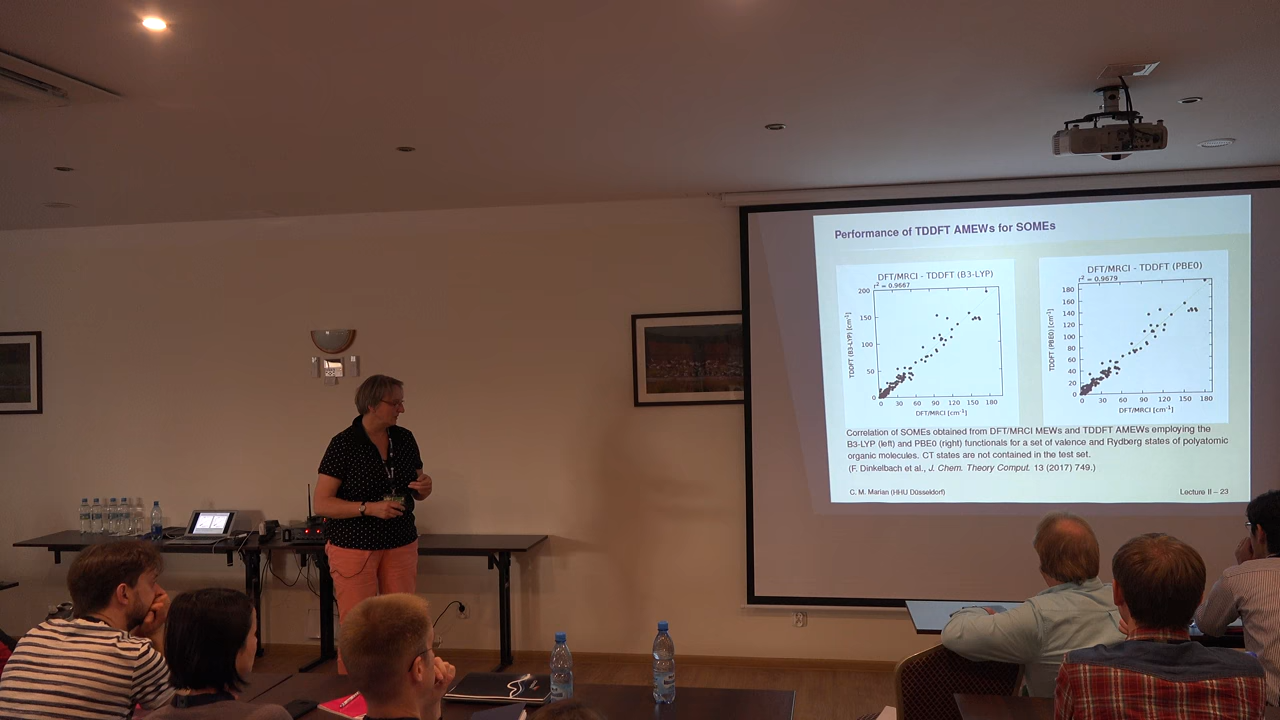 Performance of TDDFT AMEWs for SOMEs
DFT/MRCI - TDDFT (B3-LYP)
r² = 0.9667
200
150
100
50
0
TDDFT (B3-LYP) [cm⁻¹]
0 30 60 90 120 150 180
DFT/MRCI [cm⁻¹]
DFT/MRCI - TDDFT (PBE0)
r² = 0.9679
180
160
140
120
100
80
60
40
20
0
TDDFT (PBE0) [cm⁻¹]
0 30 60 90 120 150 180
DFT/MRCI [cm⁻¹]
Correlation of SOMEs obtained from DFT/MRCI MEWs and TDDFT AMEWs employing the
B3-LYP (left) and PBE0 (right) functionals for a set of valence and Rydberg states of polyatomic
organic molecules. CT states are not contained in the test set.
(F. Dinkelbach et al., J. Chem. Theory Comput. 13 (2017) 749.)
C. M. Marian (HHU Düsseldorf)
Lecture II – 23